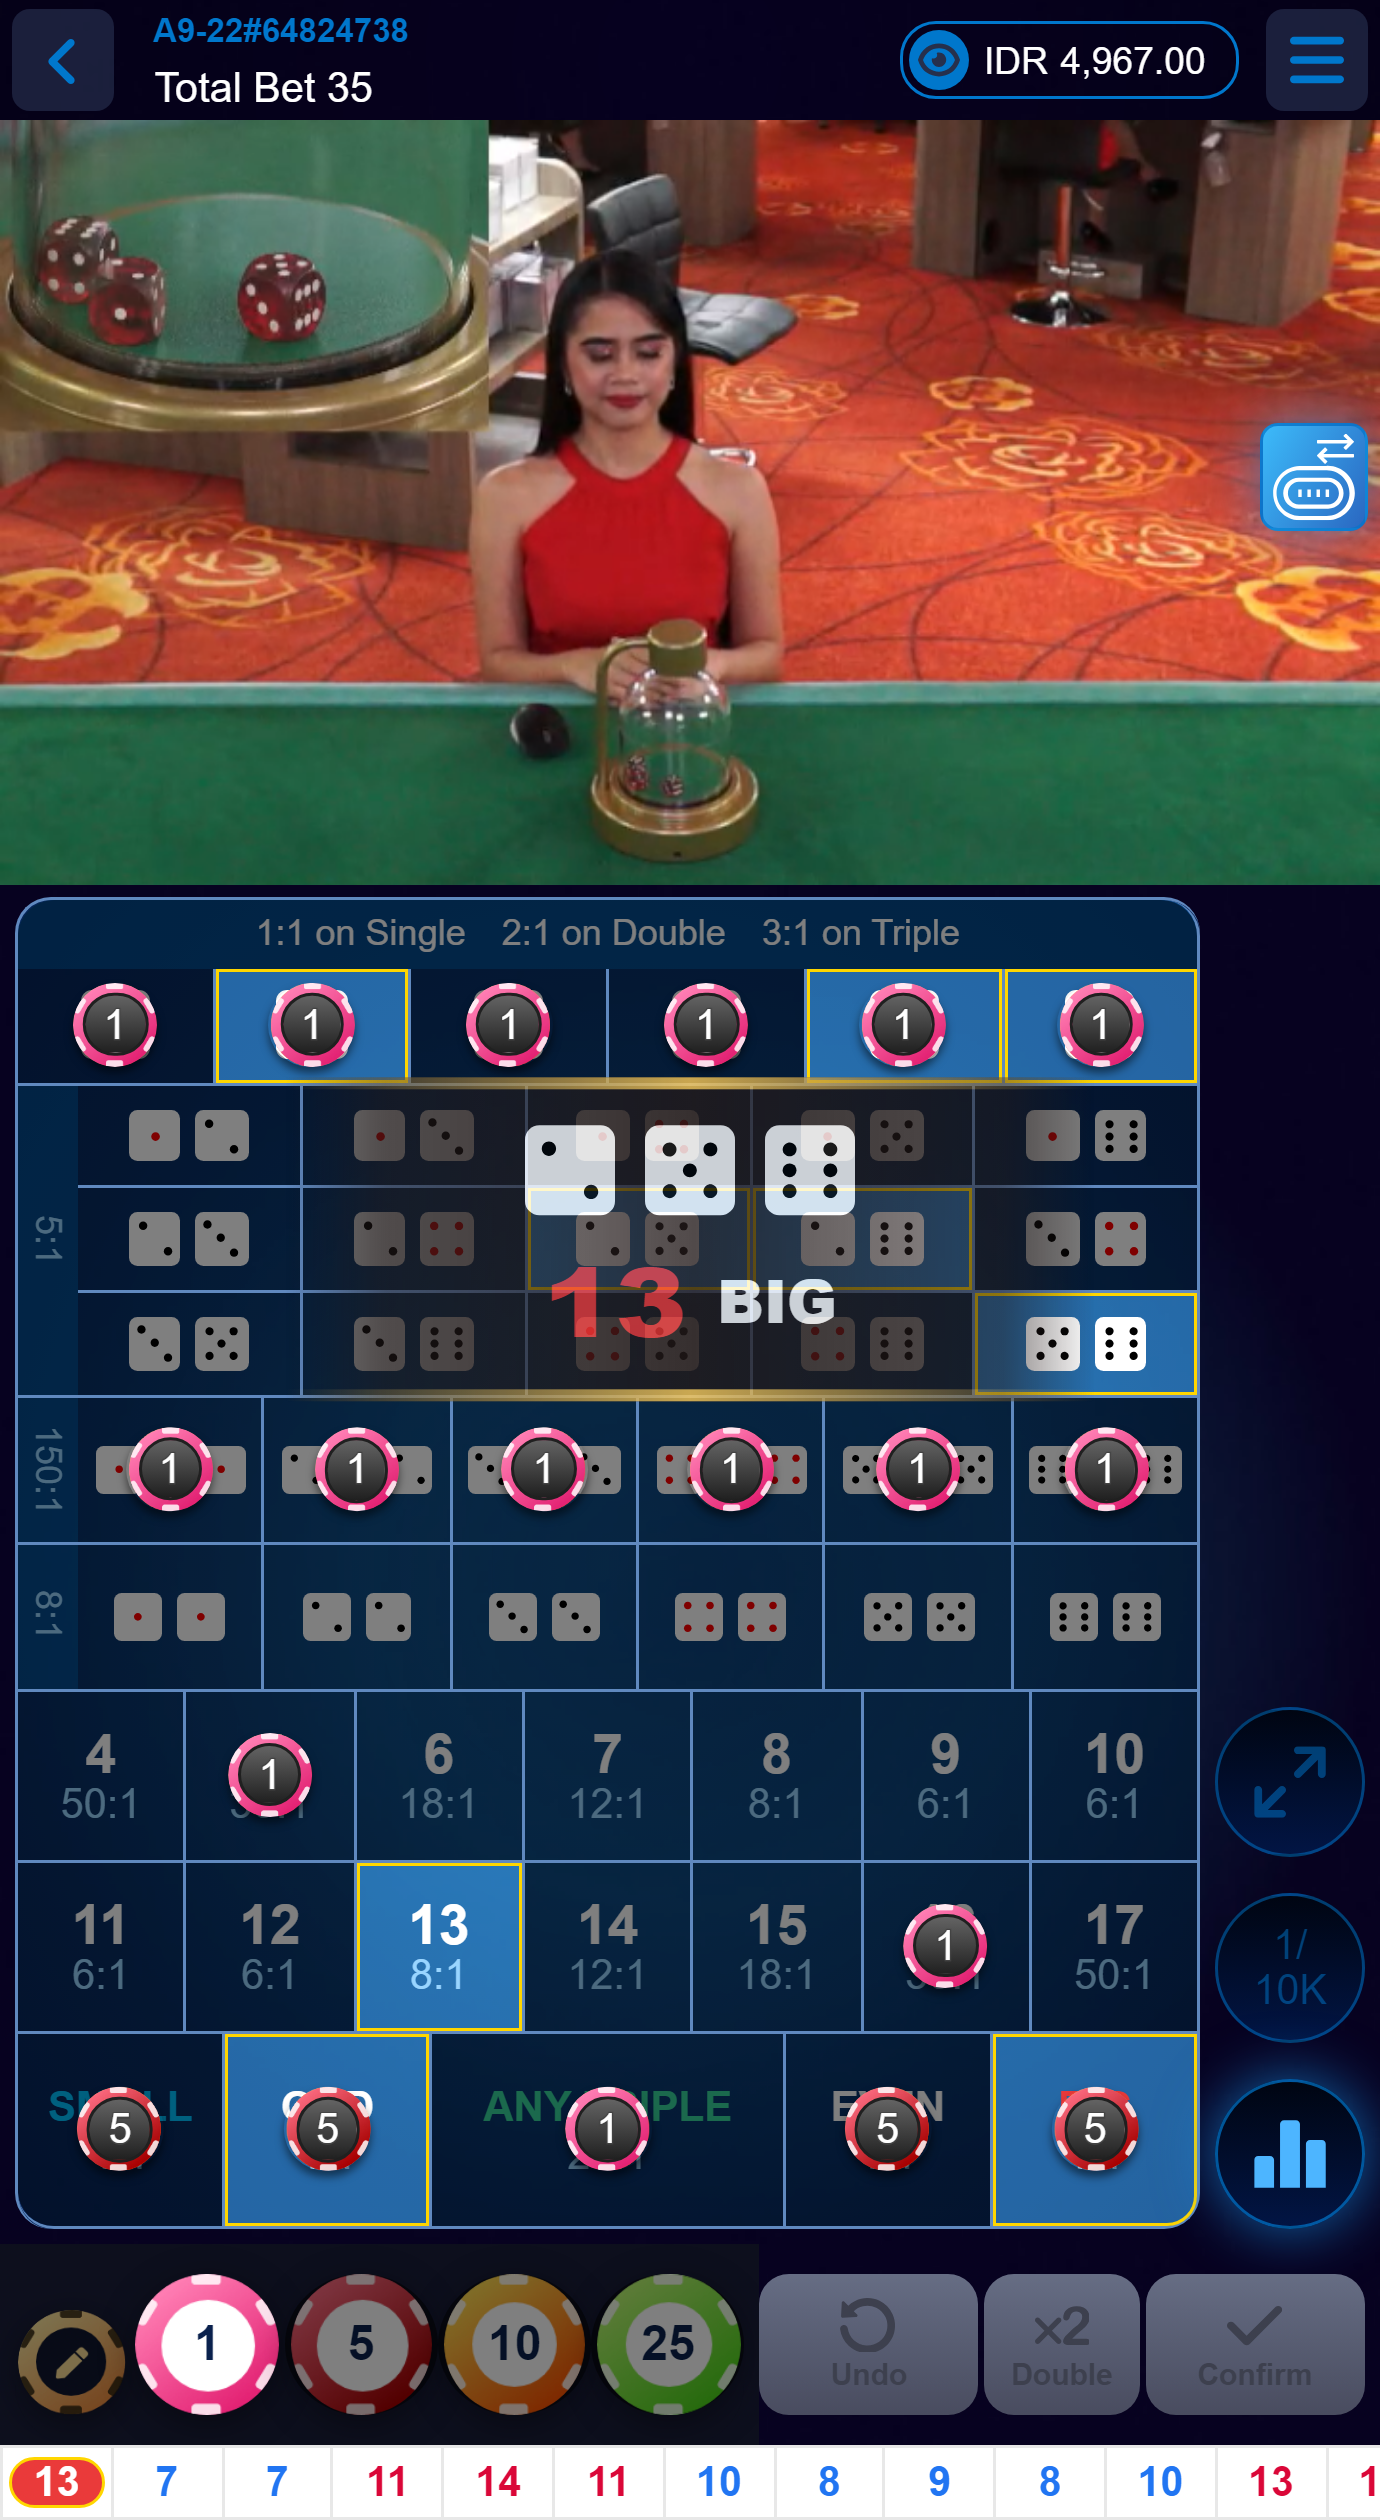 A9-22#64824738
Total Bet 35
IDR 4,967.00
1:1 on Single 2:1 on Double 3:1 on Triple
1 1 1 1 1 1
5:1
13 BIG
150:1
1 1 1 1 1 1
8:1
4 1 6 7 8 9 10
50:1 18:1 12:1 8:1 6:1 6:1
11 12 13 14 15 1 17
6:1 6:1 8:1 12:1 18:1 50:1
1/
10K
5 5 1 5 5
1 5 10 25
Undo x2 Double Confirm
13 7 7 11 14 11 10 8 9 8 10 13 1